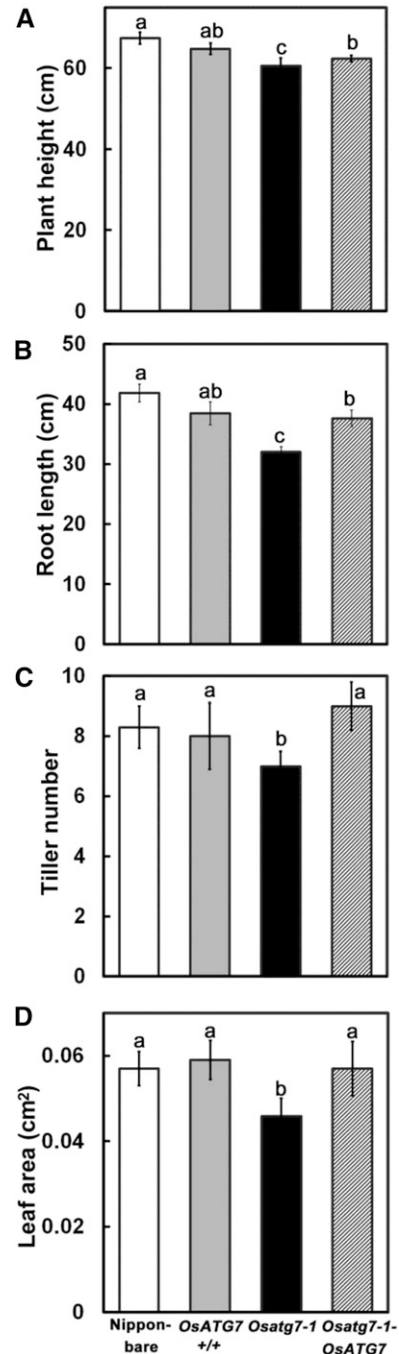 A
Plant height (cm)
60
40
20
0
a
ab
c
b
B
Root length (cm)
50
40
30
20
10
0
a
ab
c
b
C
Tiller number
10
8
6
4
2
0
a
a
b
a
D
Leaf area (cm²)
0.06
0.04
0.02
0
a
a
b
a
Nippon- OsATG7 Osatg7-1 Osatg7-1-
bare +/+ OsATG7